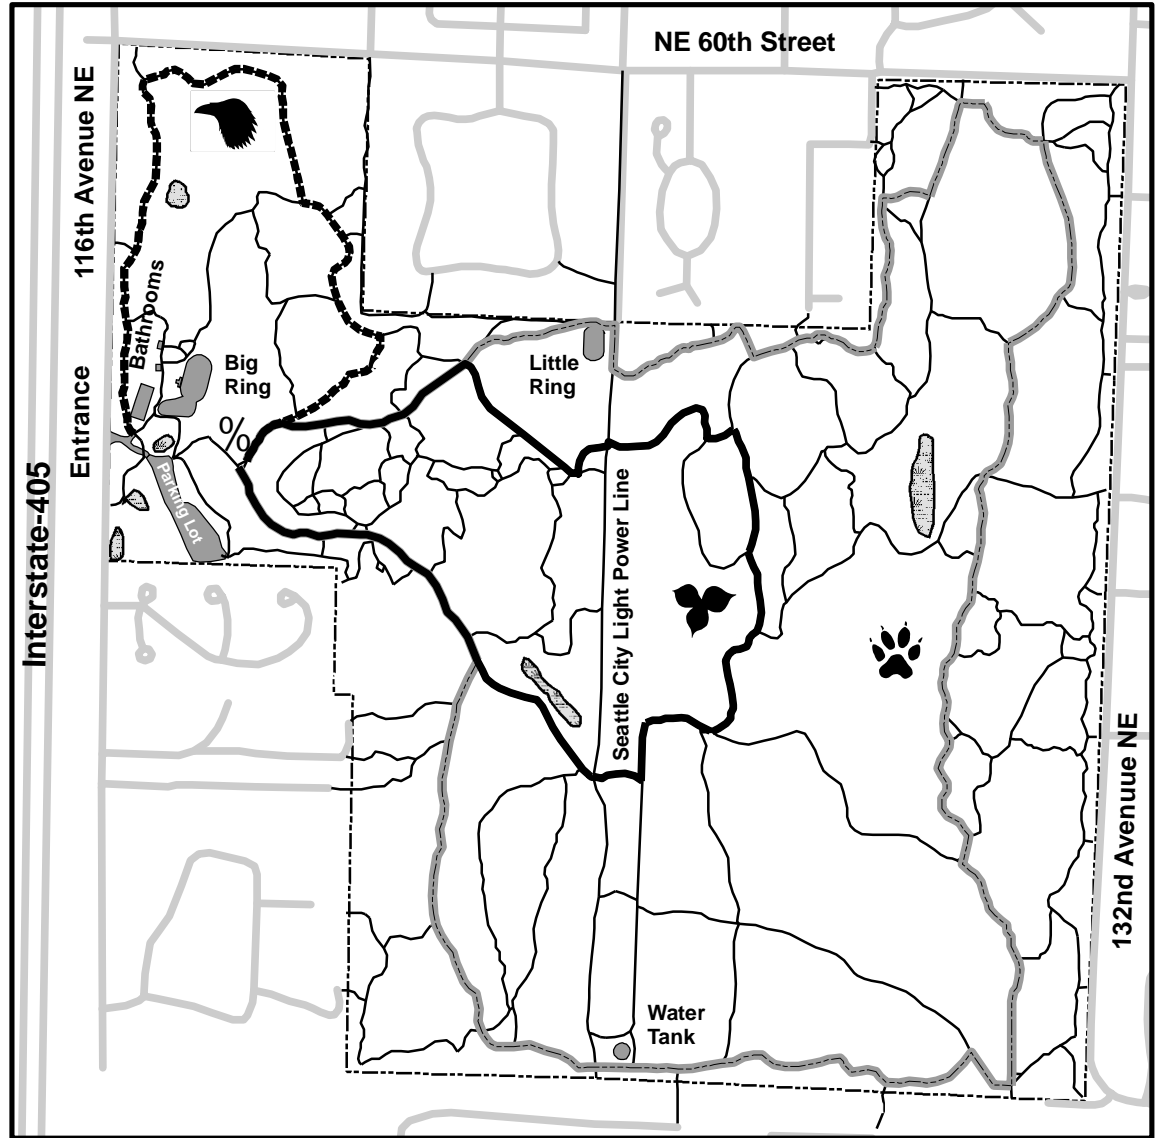 NE 60th Street
116th Avenue NE
Bathrooms
Big
Ring
Little
Ring
Entrance
%
Parking Lot
Interstate-405
Seattle City Light Power Line
132nd Avenuue NE
Water
Tank